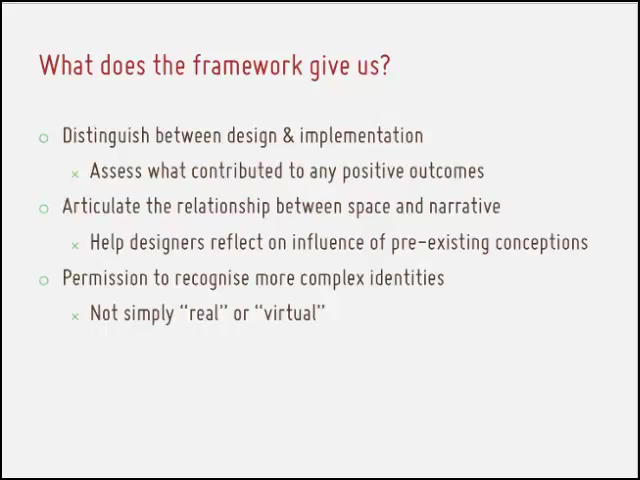 What does the framework give us?
Distinguish between design & implementation
Assess what contributed to any positive outcomes
Articulate the relationship between space and narrative
Help designers reflect on influence of pre-existing conceptions
Permission to recognise more complex identities
Not simply “real” or “virtual”